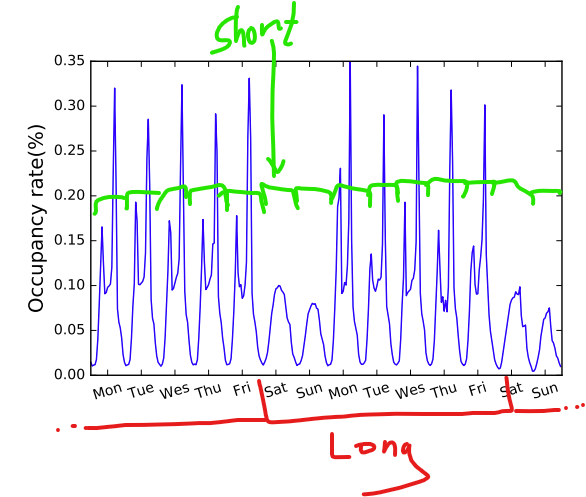 Short
Occupancy rate(%)
0.35
0.30
0.25
0.20
0.15
0.10
0.05
0.00
Mon Tue Wes Thu Fri Sat Sun Mon Tue Wes Thu Fri Sat Sun
Long